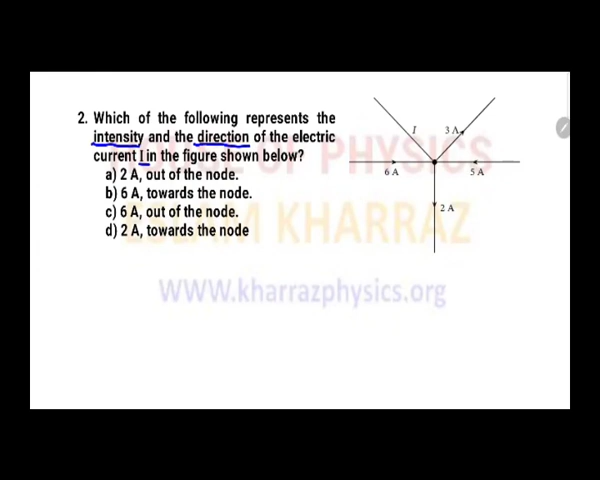 2. Which of the following represents the
intensity and the direction of the electric
current I in the figure shown below?
a) 2 A, out of the node.
b) 6 A, towards the node.
c) 6 A, out of the node.
d) 2 A, towards the node
I
3 A
6 A
5 A
2 A
OF PHYSICS
ESLAM KHARRAZ
www.kharrazphysics.org